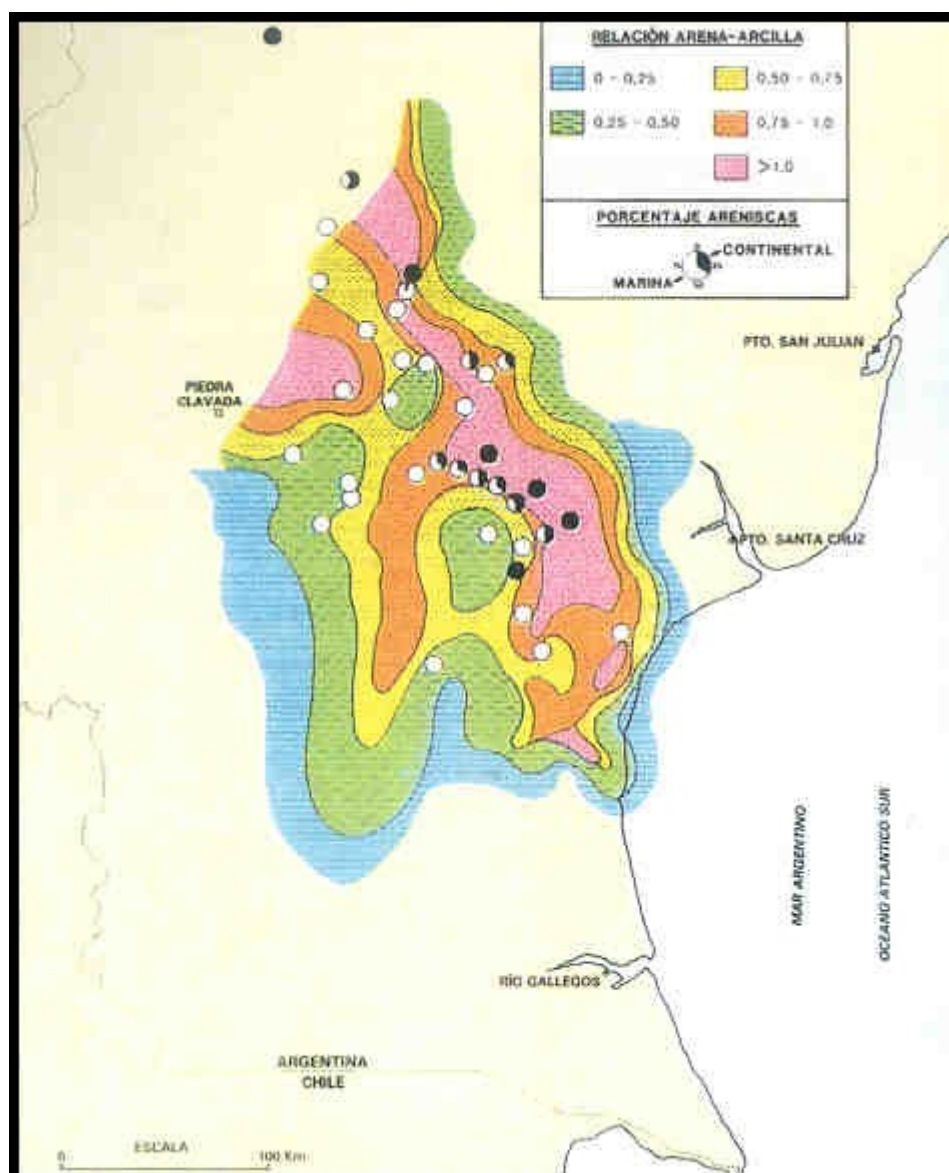 RELACIÓN ARENA-ARCILLA
0 - 0,25
0,50 - 0,75
0,25 - 0,50
0,75 - 1.0
>1.0
PORCENTAJE ARENISCAS
CONTINENTAL
MARINA
PTO. SAN JULIAN
PIEDRA
CLAVADA
PTO. SANTA CRUZ
MAR ARGENTINO
OCEANO ATLANTICO SUR
RÍO GALLEGOS
ARGENTINA
CHILE
ESCALA
0 100 Km